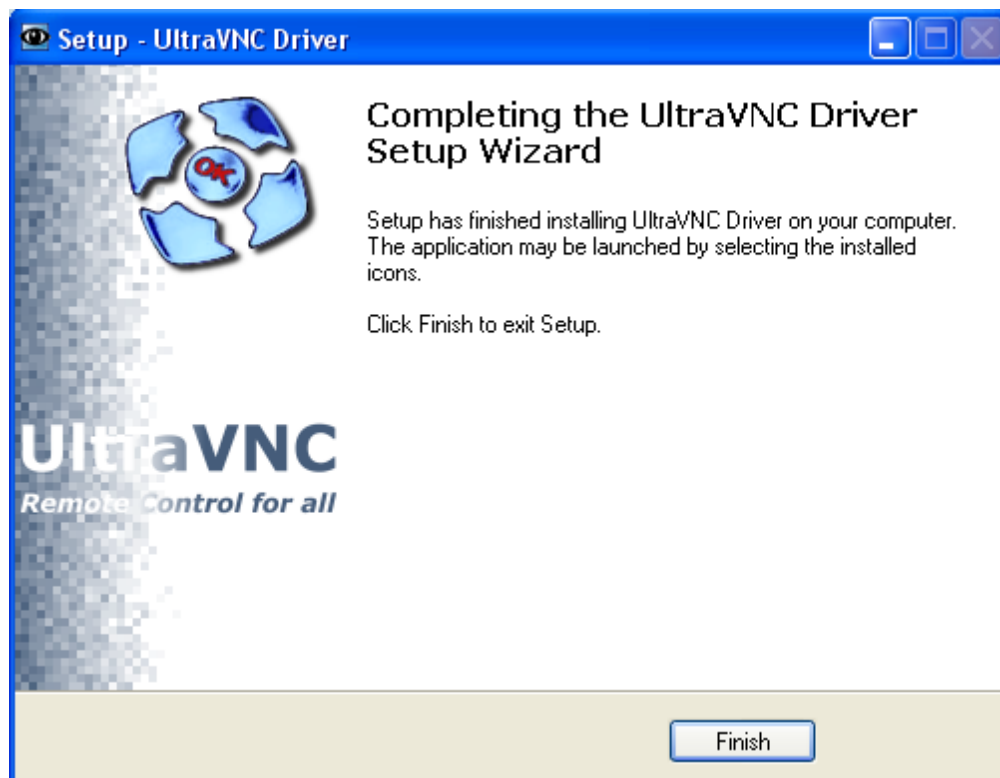 Setup - UltraVNC Driver
OK
Completing the UltraVNC Driver
Setup Wizard
Setup has finished installing UltraVNC Driver on your computer.
The application may be launched by selecting the installed
icons.
Click Finish to exit Setup.
UltraVNC
Remote Control for all
Finish